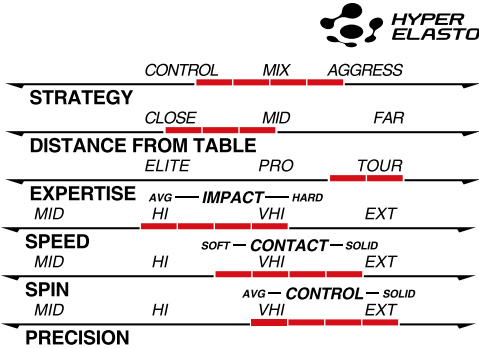 HYPER
ELASTO
CONTROL MIX AGGRESS
STRATEGY
CLOSE MID FAR
DISTANCE FROM TABLE
ELITE PRO TOUR
EXPERTISE AVG IMPACT HARD
MID HI VHI EXT
SPEED SOFT CONTACT SOLID
MID HI VHI EXT
SPIN AVG CONTROL SOLID
MID HI VHI EXT
PRECISION